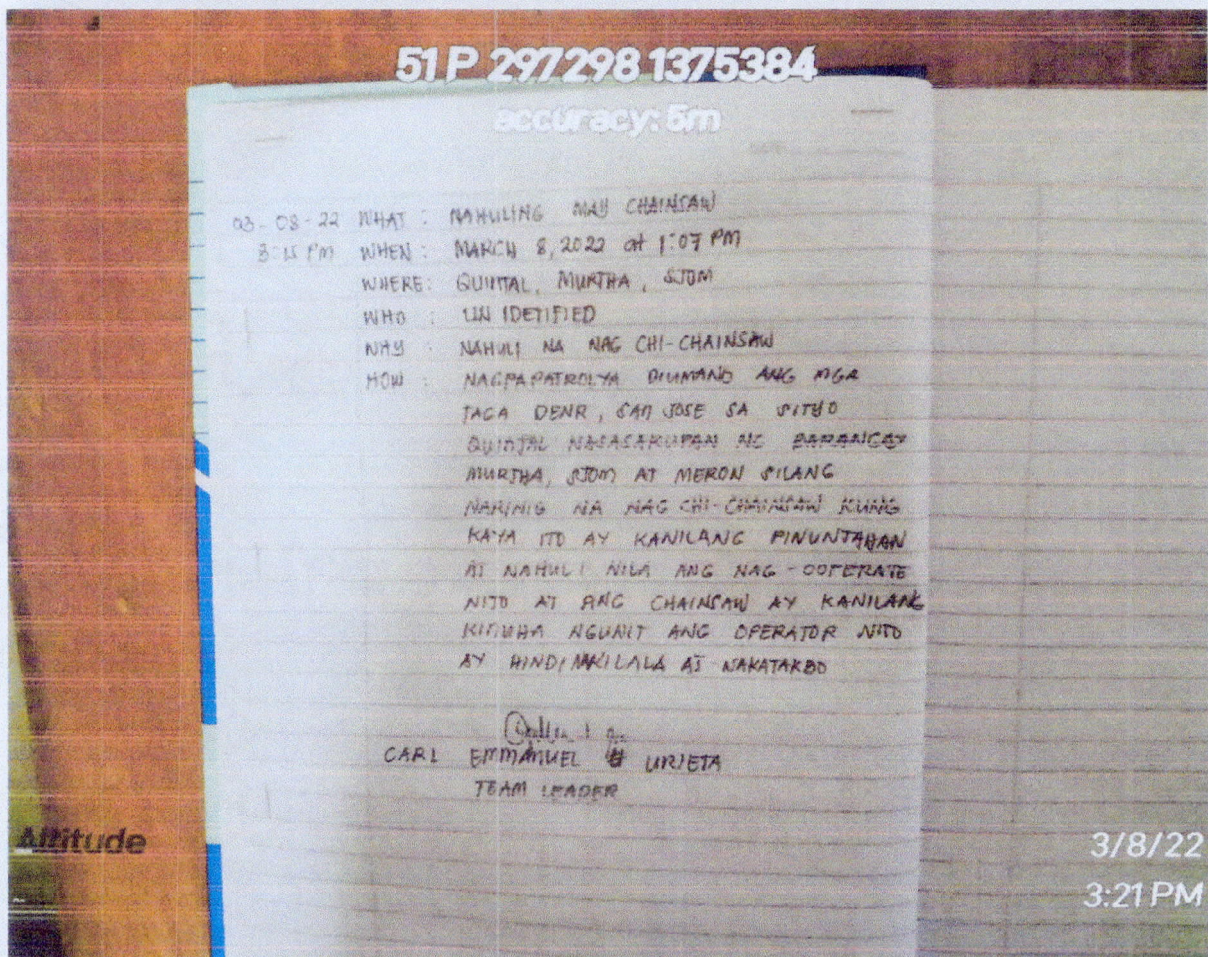 51 P 297298 1375384
accuracy: 5m
03-08-22 WHAT : NAHULING MAY CHAINSAW
3:15 PM WHEN : MARCH 8, 2022 at 1:07 PM
WHERE : QUINTAL, MURTHA, SJOM
WHO : UN IDETIFIED
WHY : NAHULI NA NAG CHI-CHAINSAW
HOW : NAGPAPATROLYA DIUMANO ANG MGA
TAGA DENR, SAN JOSE SA SITYO
QUINTAL NASASAKUPAN NG BARANGAY
MURTHA, SJOM AT MERON SILANG
NARINIG NA NAG CHI-CHAINSAW KUNG
KAYA ITO AY KANILANG PINUNTAHAN
AT NAHULI NILA ANG NAG-OOPERATE
NITO AT ANG CHAINSAW AY KANILANG
KINUHA NGUNIT ANG OPERATOR NITO
AY HINDI MAKILALA AT NAKATAKBO
CARL EMMANUEL URIETA
TEAM LEADER
Altitude
3/8/22
3:21 PM